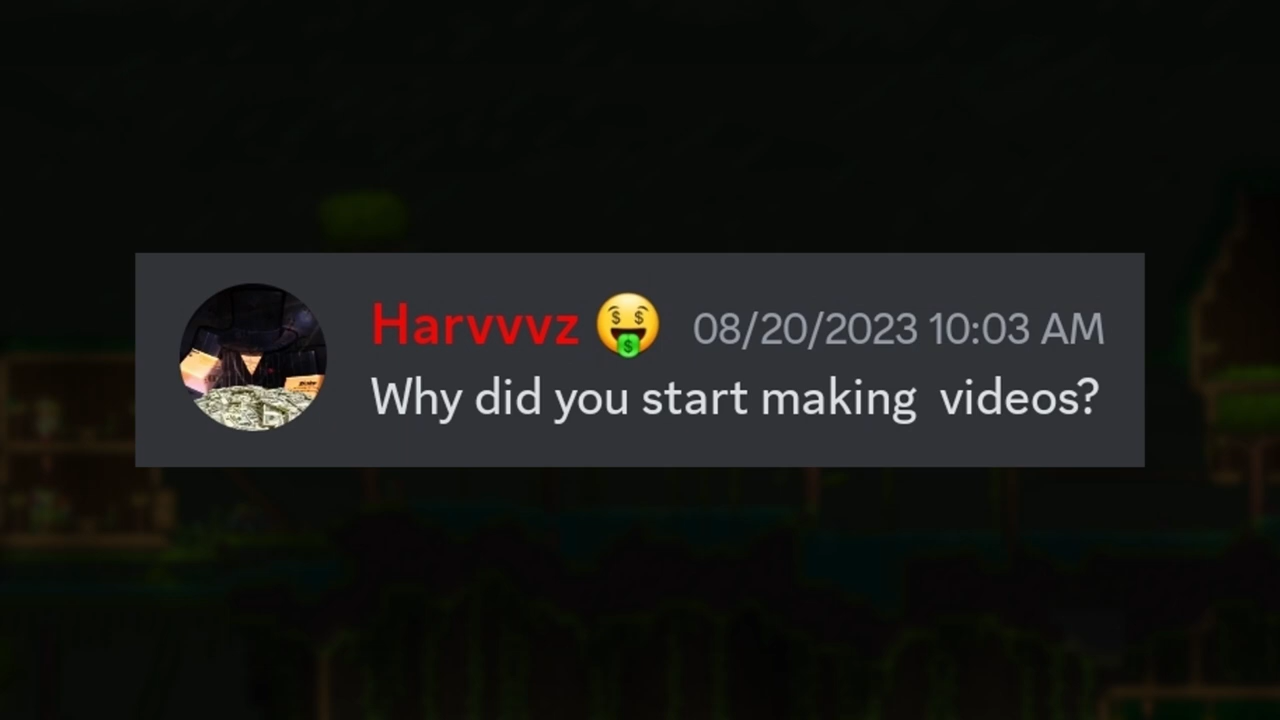 Harvvvz 🤑 08/20/2023 10:03 AM
Why did you start making  videos?